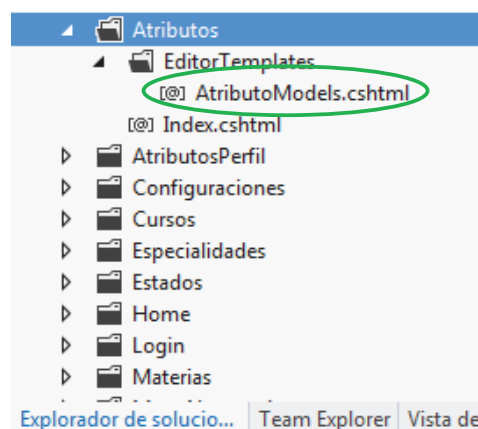 Atributos
EditorTemplates
[@] AtributoModels.cshtml
[@] Index.cshtml
AtributosPerfil
Configuraciones
Cursos
Especialidades
Estados
Home
Login
Materias
Explorador de solucio... Team Explorer Vista de